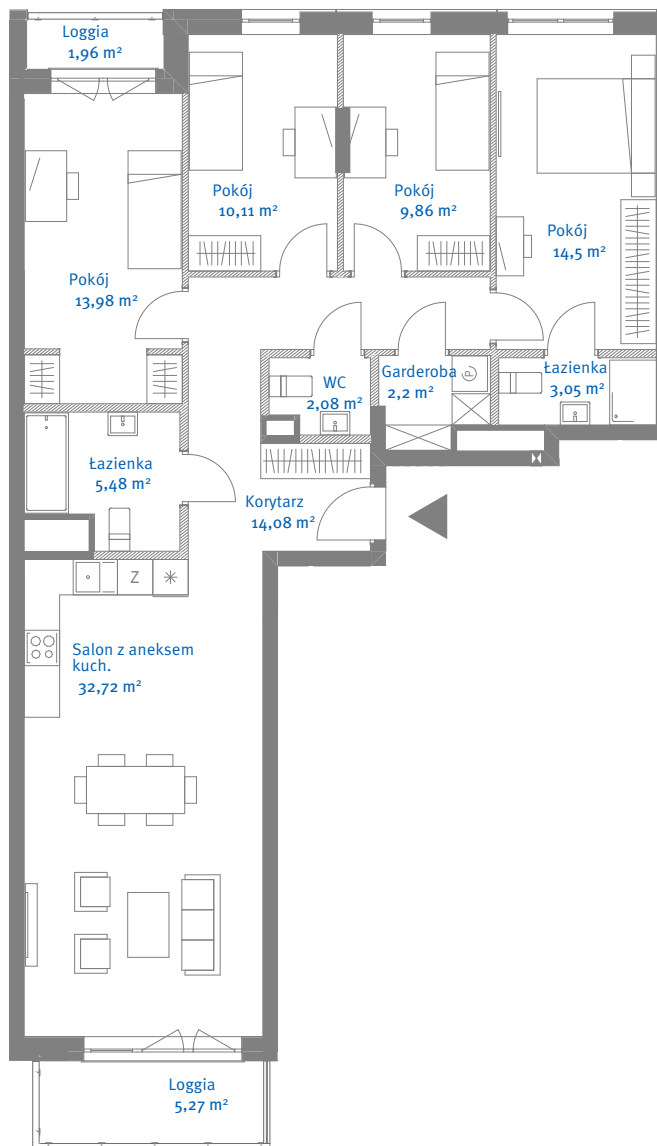 Loggia
1,96 m²
Pokój
10,11 m²
Pokój
9,86 m²
Pokój
14,5 m²
Pokój
13,98 m²
WC
2,08 m²
Garderoba
2,2 m²
P
Łazienka
3,05 m²
Łazienka
5,48 m²
Korytarz
14,08 m²
Z
Salon z aneksem
kuch.
32,72 m²
Loggia
5,27 m²